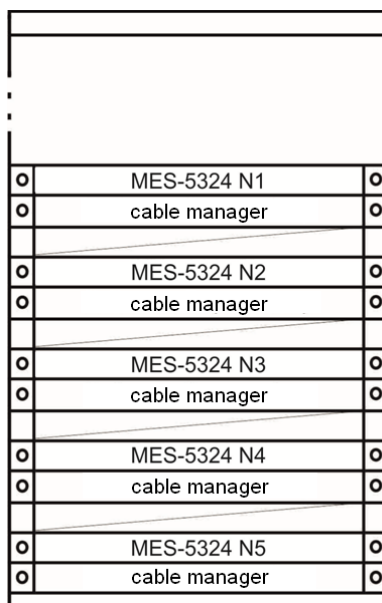 MES-5324 N1
cable manager
MES-5324 N2
cable manager
MES-5324 N3
cable manager
MES-5324 N4
cable manager
MES-5324 N5
cable manager